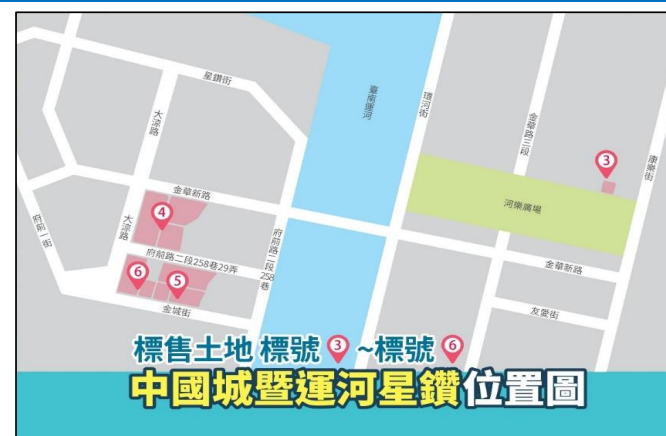 星鑽街
大涼路
臺南運河
環河街
金華路三段
康樂街
3
河樂廣場
金華新路
4
大涼路
府前一街
府前路二段258巷29弄
府前路二段258巷
6
5
金城街
金華新路
友愛街
標售土地 標號 3 ~標號 6
中國城暨運河星鑽位置圖